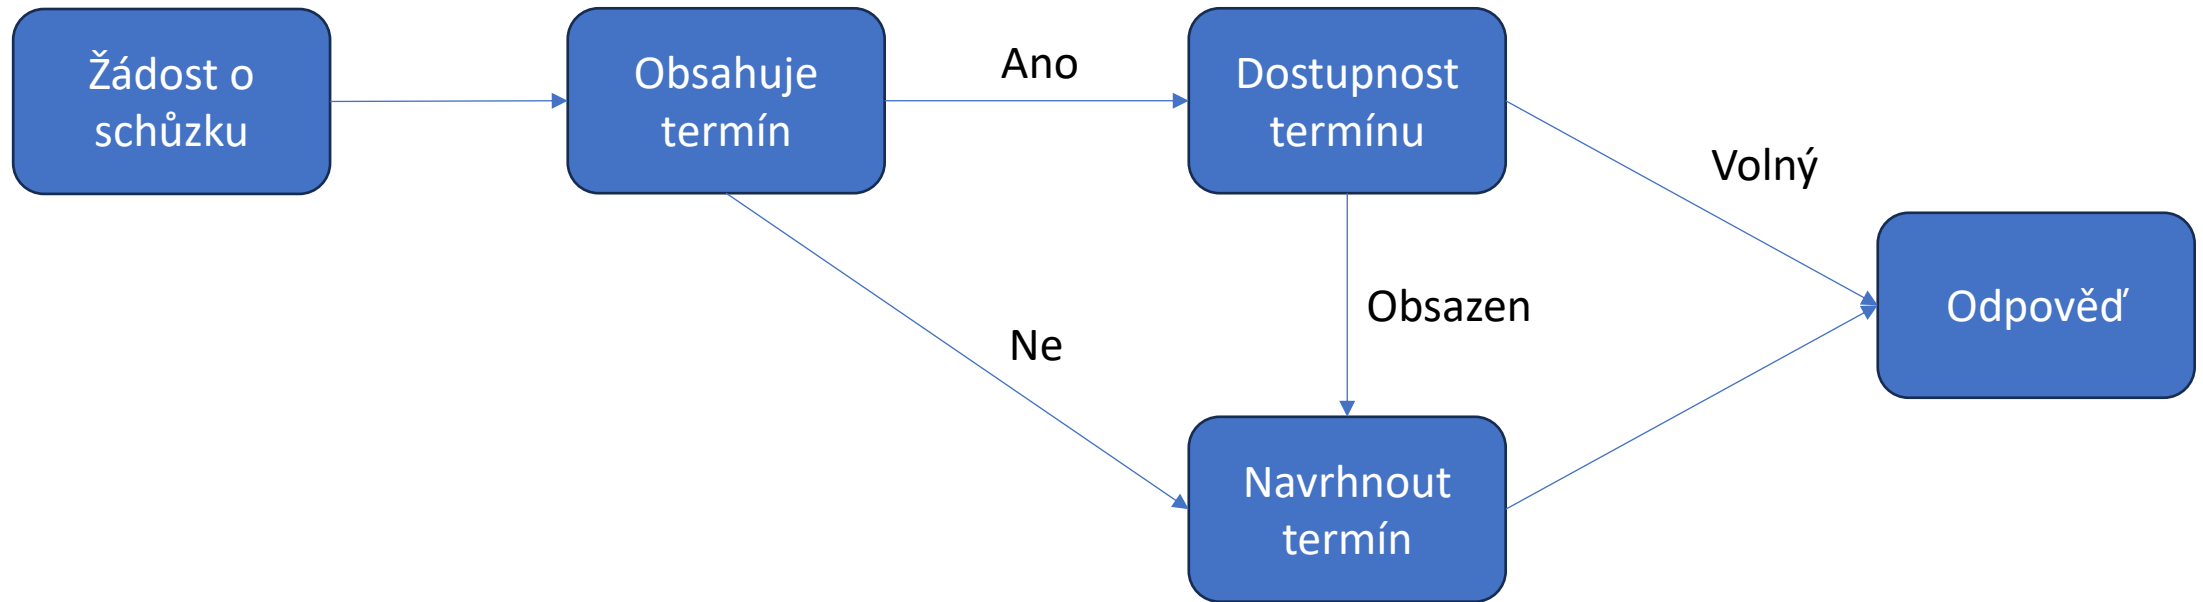 Žádost o
schůzku
Obsahuje
termín
Ano
Dostupnost
termínu
Volný
Obsazen
Ne
Odpověď
Navrhnout
termín